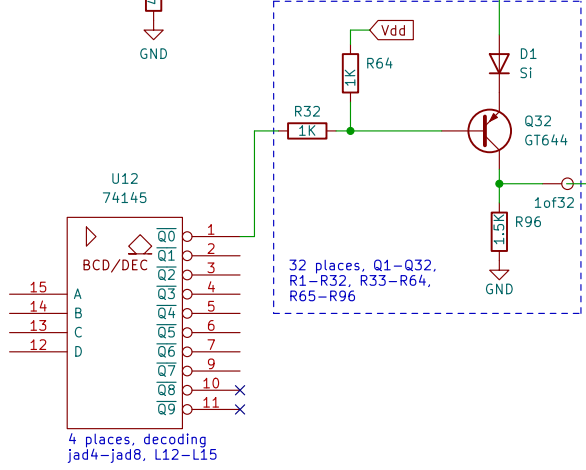 GND
Vdd
R64
1K
D1
Si
R32
1K
Q32
GT644
U12
74145
1of32
R96
1.5K
GND
BCD/DEC
Q0 1
Q1 2
Q2 3
Q3 4
Q4 5
Q5 6
Q6 7
Q7 9
Q8 10
Q9 11
15 A
14 B
13 C
12 D
32 places, Q1-Q32,
R1-R32, R33-R64,
R65-R96
4 places, decoding
jad4-jad8, L12-L15